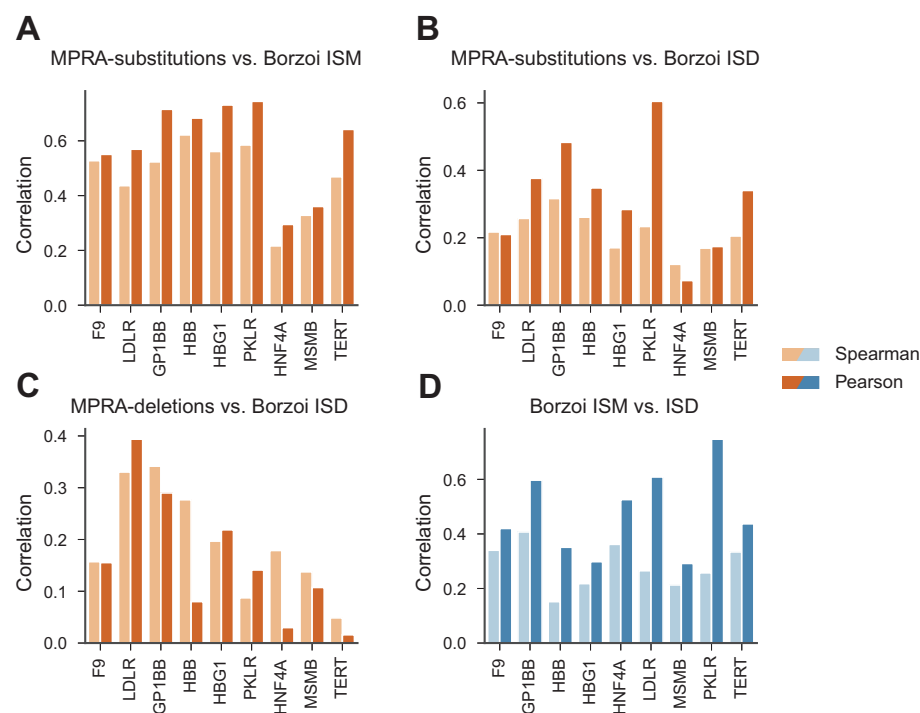 A
MPRA-substitutions vs. Borzoi ISM
Correlation
0.6
0.4
0.2
0.0
F9
LDLR
GP1BB
HBB
HBG1
PKLR
HNF4A
MSMB
TERT
B
MPRA-substitutions vs. Borzoi ISD
Correlation
0.6
0.4
0.2
0.0
F9
LDLR
GP1BB
HBB
HBG1
PKLR
HNF4A
MSMB
TERT
Spearman
Pearson
C
MPRA-deletions vs. Borzoi ISD
Correlation
0.4
0.3
0.2
0.1
0.0
F9
LDLR
GP1BB
HBB
HBG1
PKLR
HNF4A
MSMB
TERT
D
Borzoi ISM vs. ISD
Correlation
0.6
0.4
0.2
0.0
F9
GP1BB
HBB
HBG1
HNF4A
LDLR
MSMB
PKLR
TERT